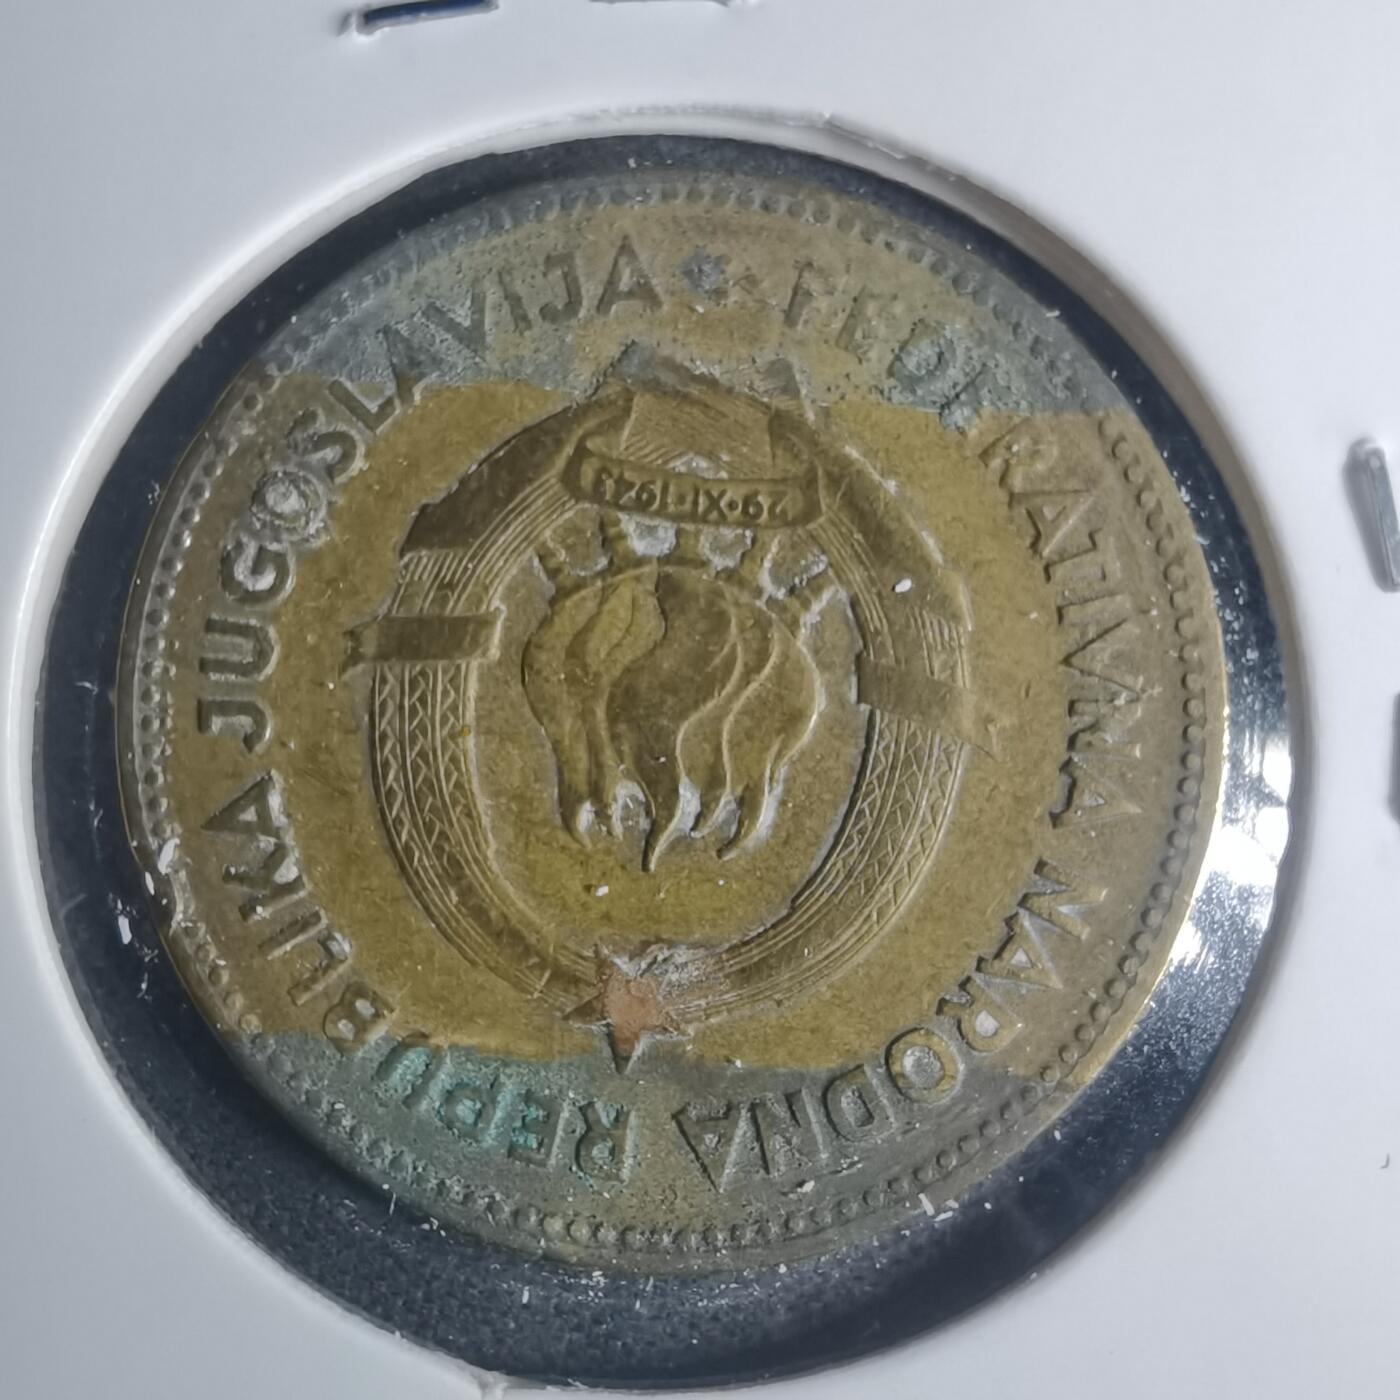 FEDERATIVNA NARODNA REPUBLIKA JUGOSLAVIJA
29·XI·1943